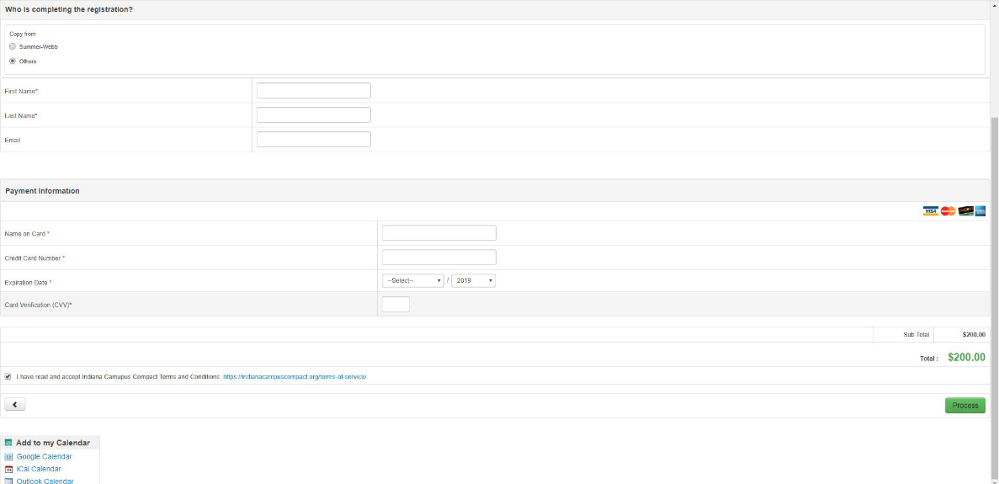 Who is completing the registration?
Copy from
Summer-Webb
Others
First Name*
Last Name*
Email
Payment Information
VISA
Name on Card *
Credit Card Number *
Expiration Date * --Select-- / 2019
Card Verification (CVV)*
Sub Total $200.00
Total : $200.00
I have read and accept Indiana Camupus Compact Terms and Conditions: https://indianacampuscompact.org/terms-of-service/
Process
Add to my Calendar
Google Calendar
iCal Calendar
Outlook Calendar